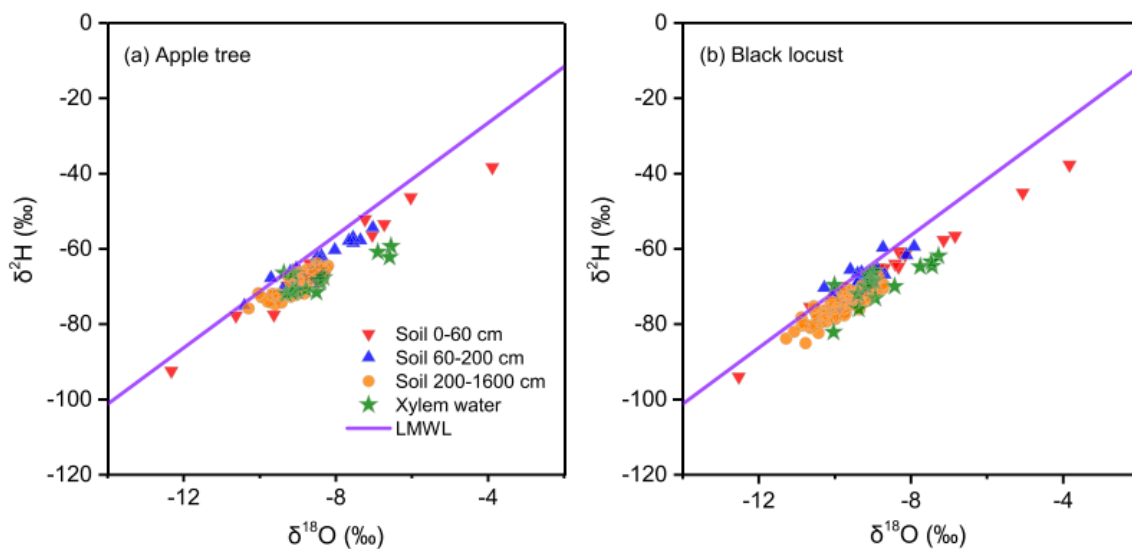 (a) Apple tree
0
-20
-40
-60
-80
-100
-120
δ²H (‰)
Soil 0-60 cm
Soil 60-200 cm
Soil 200-1600 cm
Xylem water
LMWL
-12
-8
-4
δ¹⁸O (‰)
(b) Black locust
0
-20
-40
-60
-80
-100
-120
δ²H (‰)
-12
-8
-4
δ¹⁸O (‰)